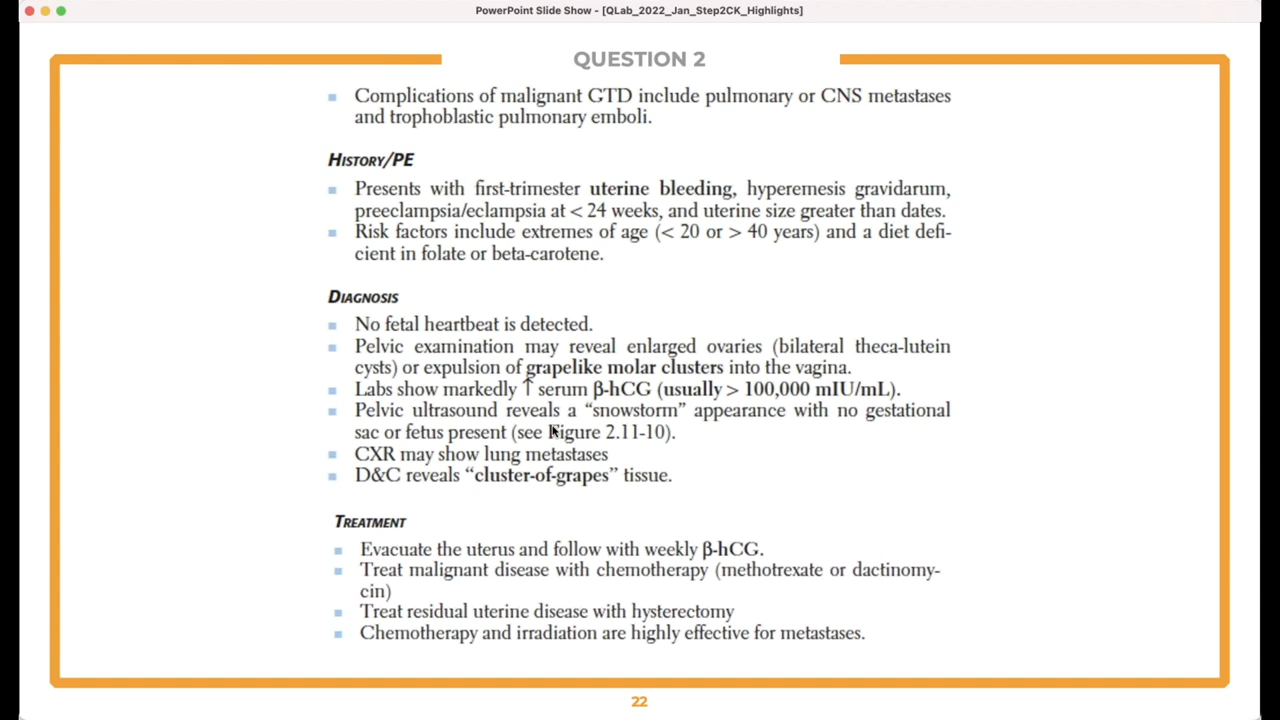 PowerPoint Slide Show - [QLab_2022_Jan_Step2CK_Highlights]
QUESTION 2
Complications of malignant GTD include pulmonary or CNS metastases
and trophoblastic pulmonary emboli.
HISTORY/PE
Presents with first-trimester uterine bleeding, hyperemesis gravidarum,
preeclampsia/eclampsia at < 24 weeks, and uterine size greater than dates.
Risk factors include extremes of age (< 20 or > 40 years) and a diet defi-
cient in folate or beta-carotene.
DIAGNOSIS
No fetal heartbeat is detected.
Pelvic examination may reveal enlarged ovaries (bilateral theca-lutein
cysts) or expulsion of grapelike molar clusters into the vagina.
Labs show markedly ↑ serum β-hCG (usually > 100,000 mIU/mL).
Pelvic ultrasound reveals a “snowstorm” appearance with no gestational
sac or fetus present (see Figure 2.11-10).
CXR may show lung metastases
D&C reveals “cluster-of-grapes” tissue.
TREATMENT
Evacuate the uterus and follow with weekly β-hCG.
Treat malignant disease with chemotherapy (methotrexate or dactinomy-
cin)
Treat residual uterine disease with hysterectomy
Chemotherapy and irradiation are highly effective for metastases.
22